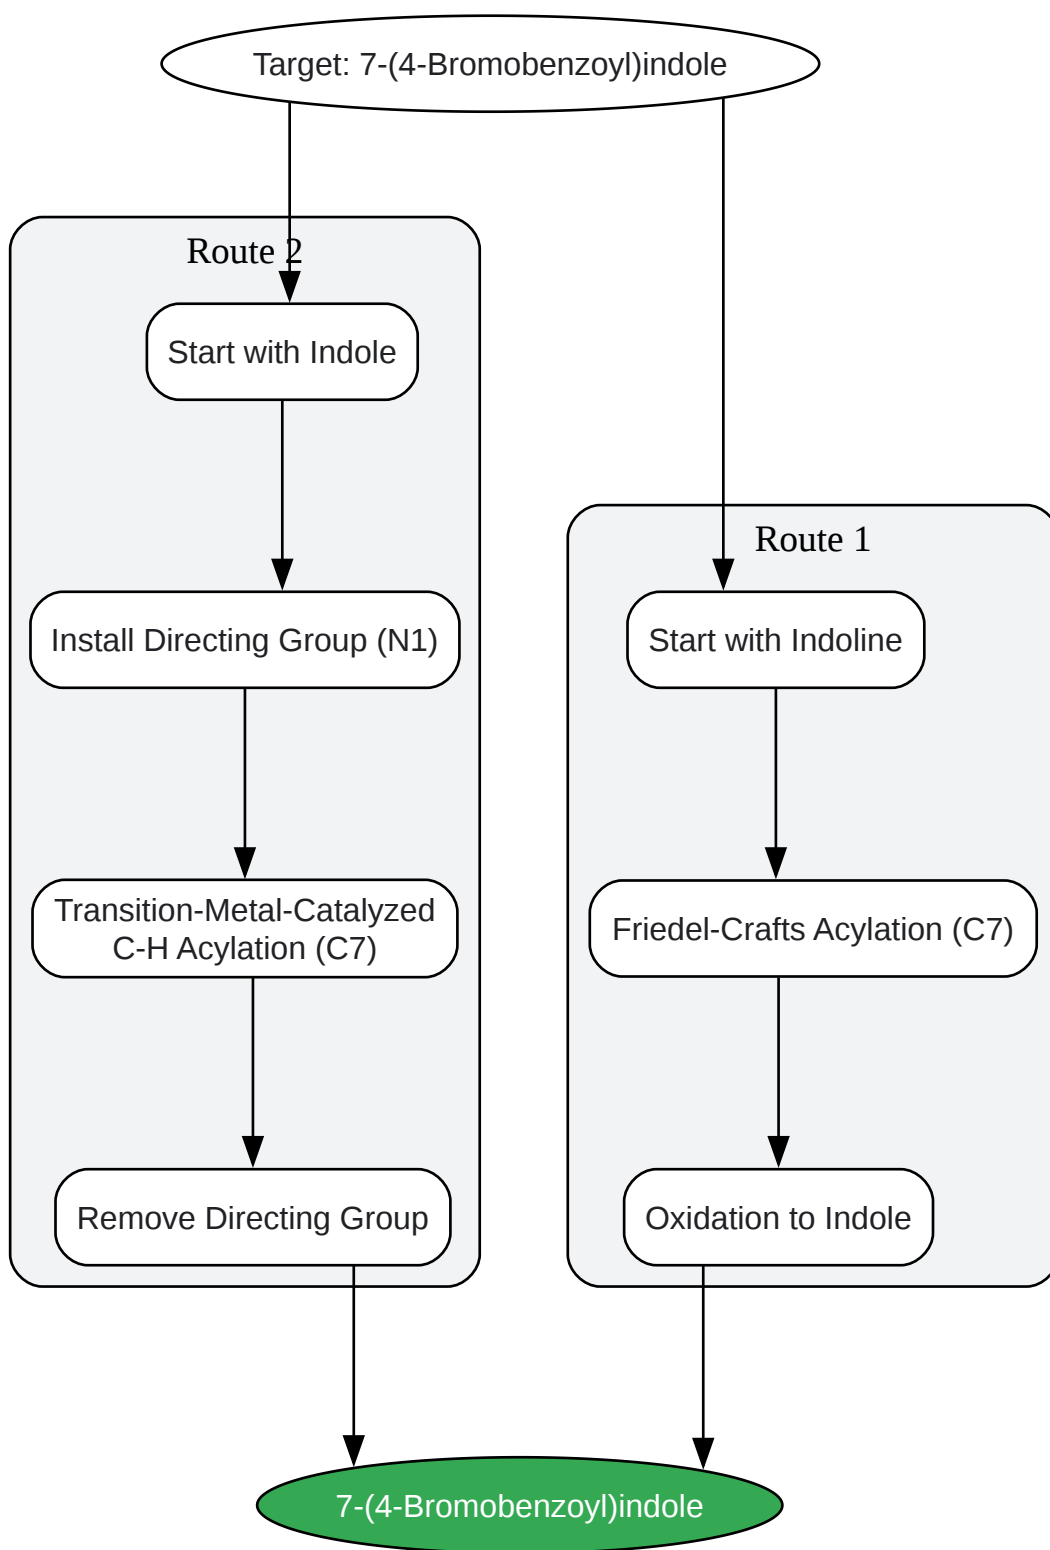 Target: 7-(4-Bromobenzoyl)indole
Route 2
Start with Indole
Install Directing Group (N1)
Transition-Metal-Catalyzed
C-H Acylation (C7)
Remove Directing Group
Route 1
Start with Indoline
Friedel-Crafts Acylation (C7)
Oxidation to Indole
7-(4-Bromobenzoyl)indole